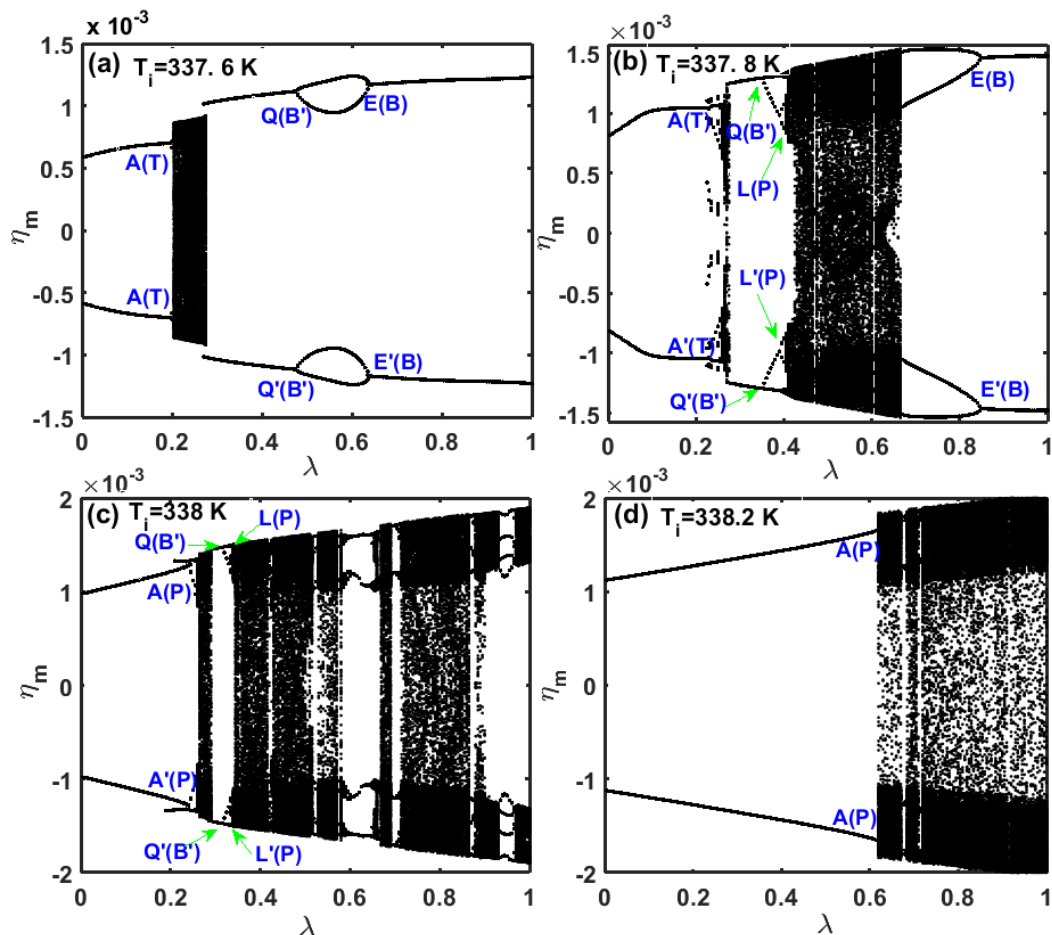 x 10⁻³
(a) T_i=337. 6 K
1.5
1
0.5
0
-0.5
-1
-1.5
η_m
A(T)
Q(B')
E(B)
A(T)
Q'(B')
E'(B)
0 0.2 0.4 0.6 0.8 1
λ
×10⁻³
(b) T_i=337.8 K
1.5
1
0.5
0
-0.5
-1
-1.5
η_m
A(T)
Q(B')
E(B)
L(P)
L'(P)
A'(T)
Q'(B')
E'(B)
0 0.2 0.4 0.6 0.8 1
λ
×10⁻³
(c) T_i=338 K
2
1
0
-1
-2
η_m
Q(B')
L(P)
A(P)
A'(P)
Q'(B')
L'(P)
0 0.2 0.4 0.6 0.8 1
λ
×10⁻³
(d) T_i=338.2 K
2
1
0
-1
-2
η_m
A(P)
A(P)
0 0.2 0.4 0.6 0.8 1
λ